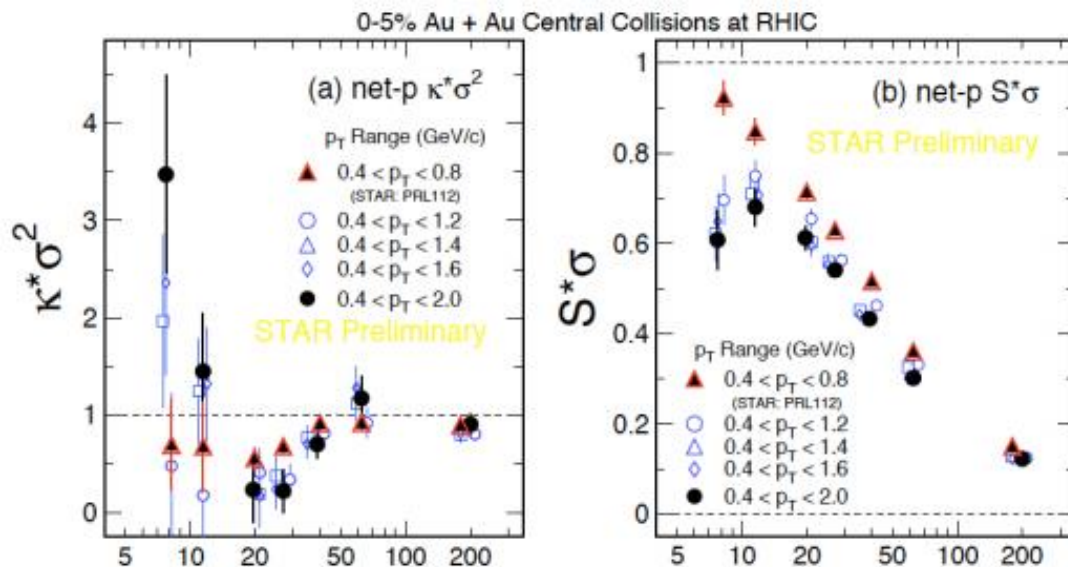 0-5% Au + Au Central Collisions at RHIC
(a) net-p κ*σ²
p_T Range (GeV/c)
0.4 < p_T < 0.8
(STAR: PRL112)
0.4 < p_T < 1.2
0.4 < p_T < 1.4
0.4 < p_T < 1.6
0.4 < p_T < 2.0
STAR Preliminary
κ*σ²
4
3
2
1
0
5 10 20 100 200
(b) net-p S*σ
STAR Preliminary
S*σ
1
0.8
0.6
0.4
0.2
0
p_T Range (GeV/c)
0.4 < p_T < 0.8
(STAR: PRL112)
0.4 < p_T < 1.2
0.4 < p_T < 1.4
0.4 < p_T < 1.6
0.4 < p_T < 2.0
5 10 20 100 200